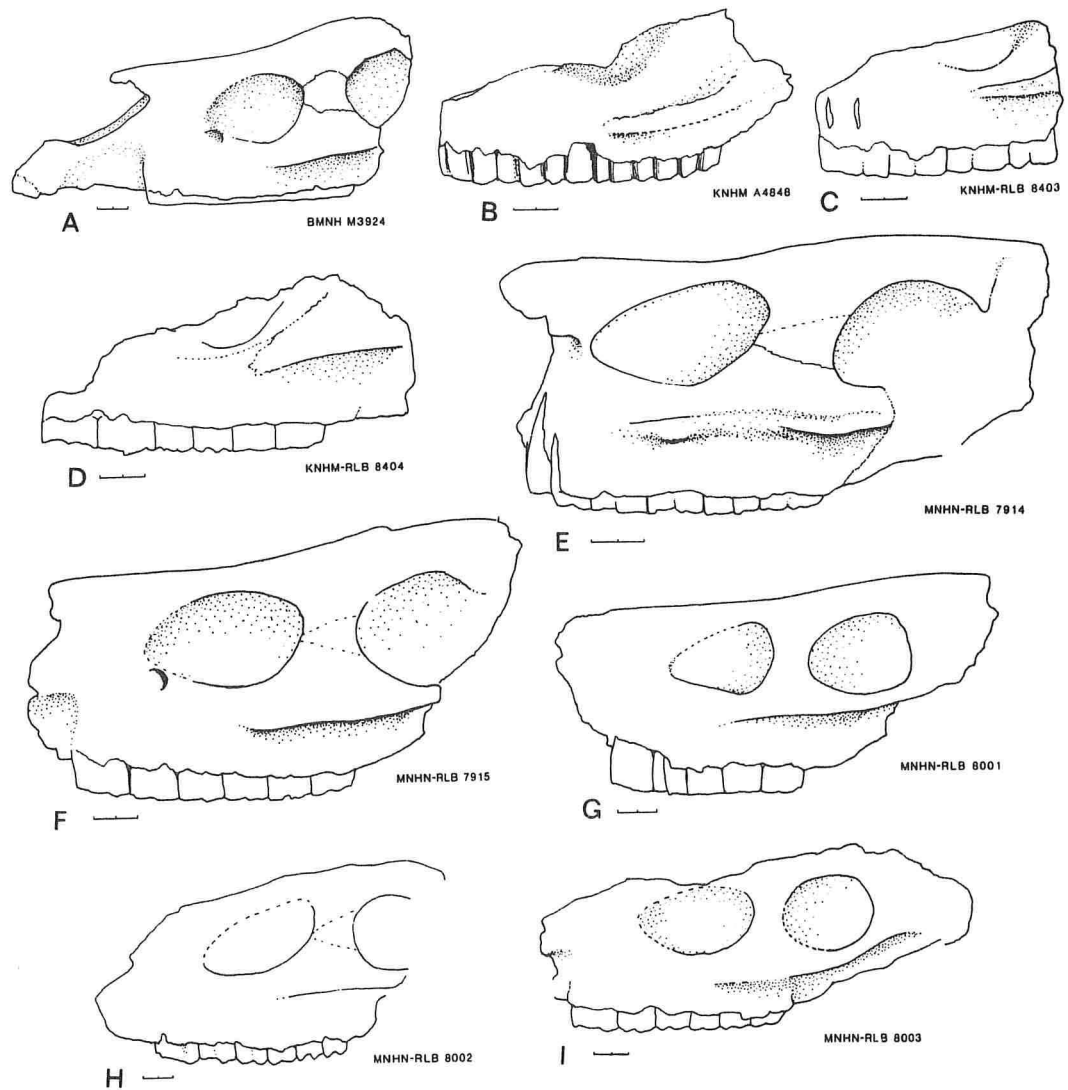 A
BMNH M3924
B
KNHM A4848
C
KNHM-RLB 8403
D
KNHM-RLB 8404
E
MNHN-RLB 7914
F
MNHN-RLB 7915
G
MNHN-RLB 8001
H
MNHN-RLB 8002
I
MNHN-RLB 8003